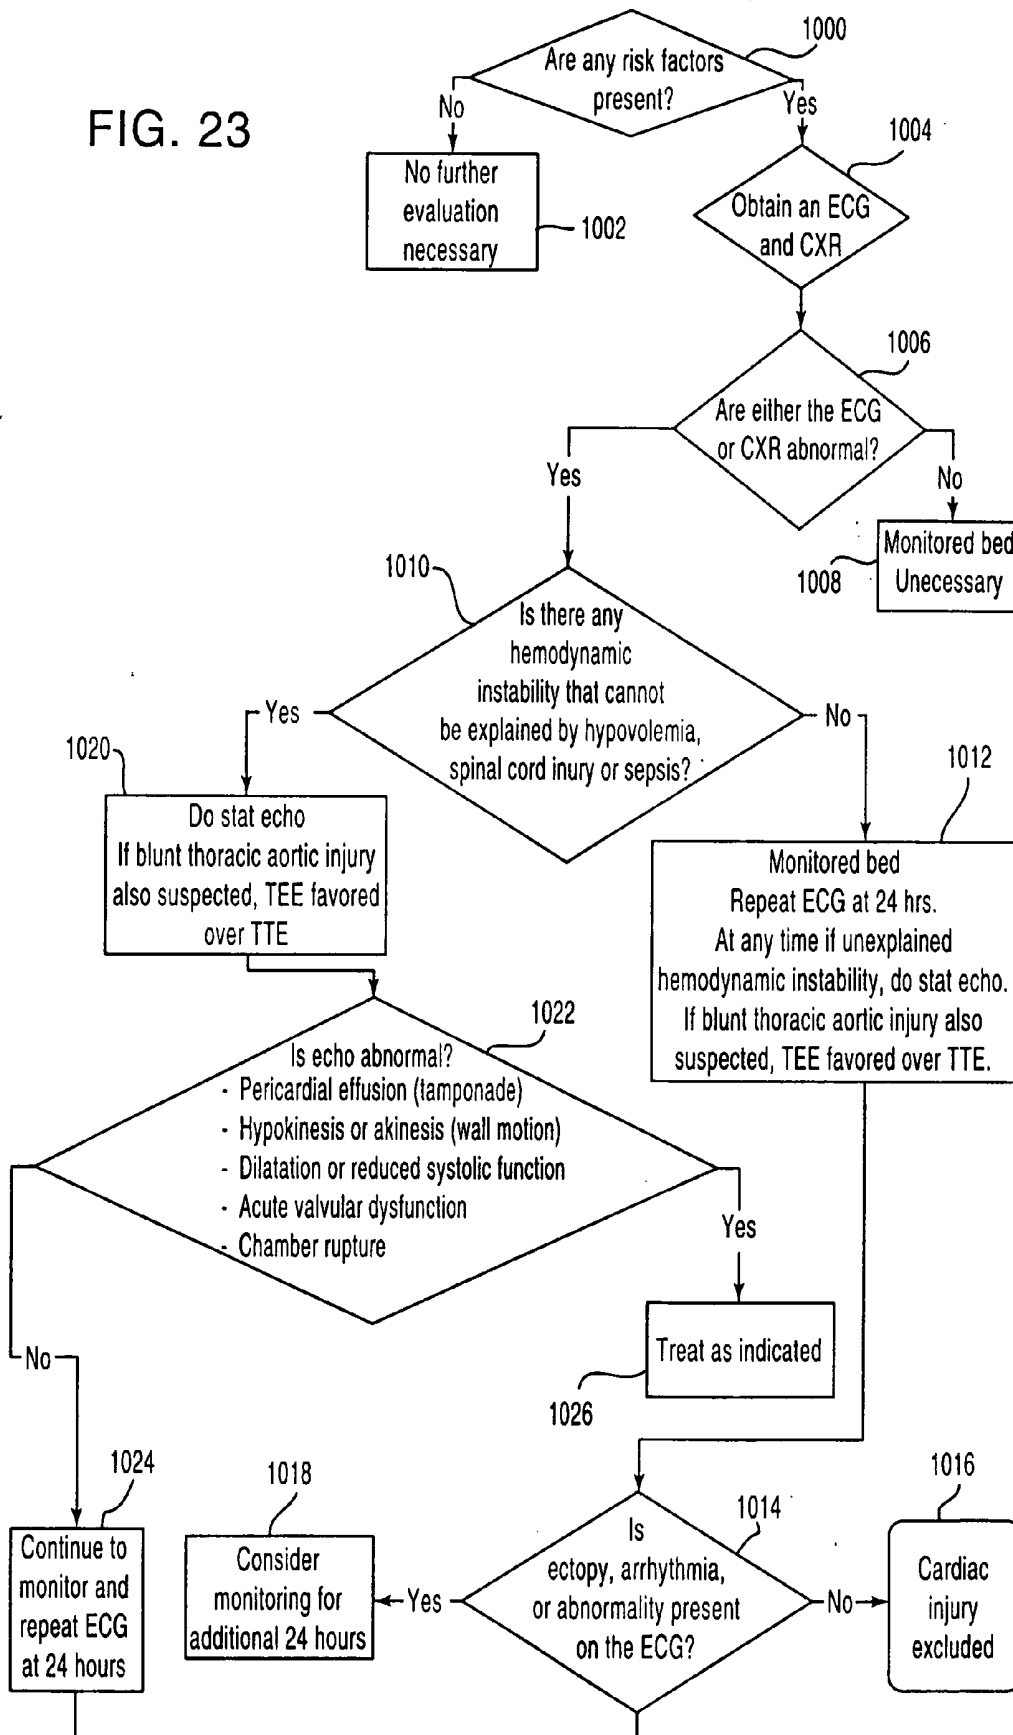 FIG. 23
1000
Are any risk factors
present?
No
Yes
No further
evaluation
necessary
1002
1004
Obtain an ECG
and CXR
1006
Are either the ECG
or CXR abnormal?
Yes
No
Monitored bed
Unecessary
1008
1010
Is there any
hemodynamic
instability that cannot
be explained by hypovolemia,
spinal cord inury or sepsis?
Yes
No
1020
Do stat echo
If blunt thoracic aortic injury
also suspected, TEE favored
over TTE
1012
Monitored bed
Repeat ECG at 24 hrs.
At any time if unexplained
hemodynamic instability, do stat echo.
If blunt thoracic aortic injury also
suspected, TEE favored over TTE.
1022
Is echo abnormal?
- Pericardial effusion (tamponade)
- Hypokinesis or akinesis (wall motion)
- Dilatation or reduced systolic function
- Acute valvular dysfunction
- Chamber rupture
Yes
No
Treat as indicated
1026
1024
Continue to
monitor and
repeat ECG
at 24 hours
1018
Consider
monitoring for
additional 24 hours
Yes
1014
Is
ectopy, arrhythmia,
or abnormality present
on the ECG?
No
1016
Cardiac
injury
excluded